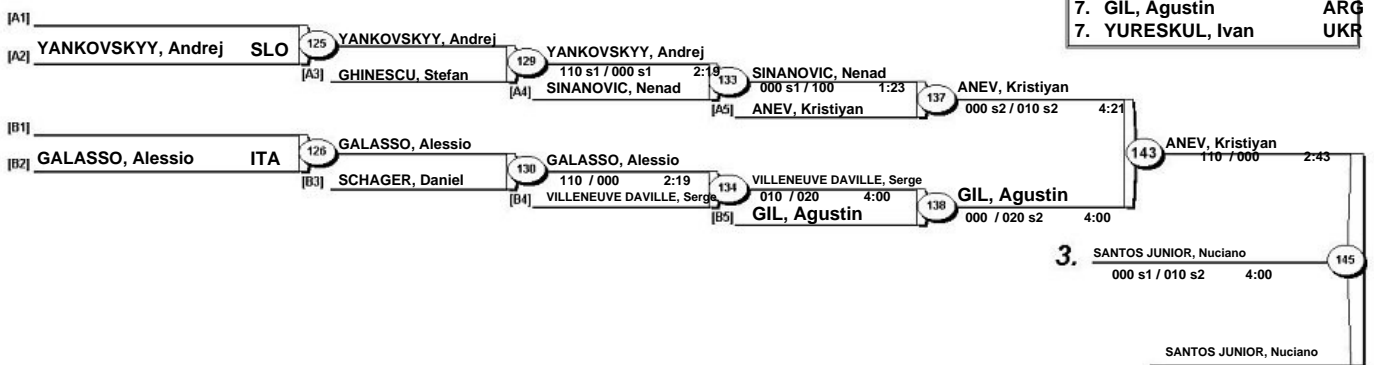 7. GIL, Agustin ARG
7. YURESKUL, Ivan UKR
[A1]
[A2] YANKOVSKYY, Andrej SLO
125
YANKOVSKYY, Andrej
[A3] GHINESCU, Stefan
129
YANKOVSKYY, Andrej
110 s1 / 000 s1 2:19
[A4] SINANOVIC, Nenad
133
SINANOVIC, Nenad
000 s1 / 100 1:23
[A5] ANEV, Kristiyan
137
ANEV, Kristiyan
000 s2 / 010 s2 4:21
[B1]
[B2] GALASSO, Alessio ITA
126
GALASSO, Alessio
[B3] SCHAGER, Daniel
130
GALASSO, Alessio
110 / 000 2:19
[B4] VILLENEUVE DAVILLE, Serge
134
VILLENEUVE DAVILLE, Serge
010 / 020 4:00
[B5] GIL, Agustin
138
GIL, Agustin
000 / 020 s2 4:00
143
ANEV, Kristiyan
110 / 000 2:43
3. SANTOS JUNIOR, Nuciano
000 s1 / 010 s2 4:00
145
SANTOS JUNIOR, Nuciano